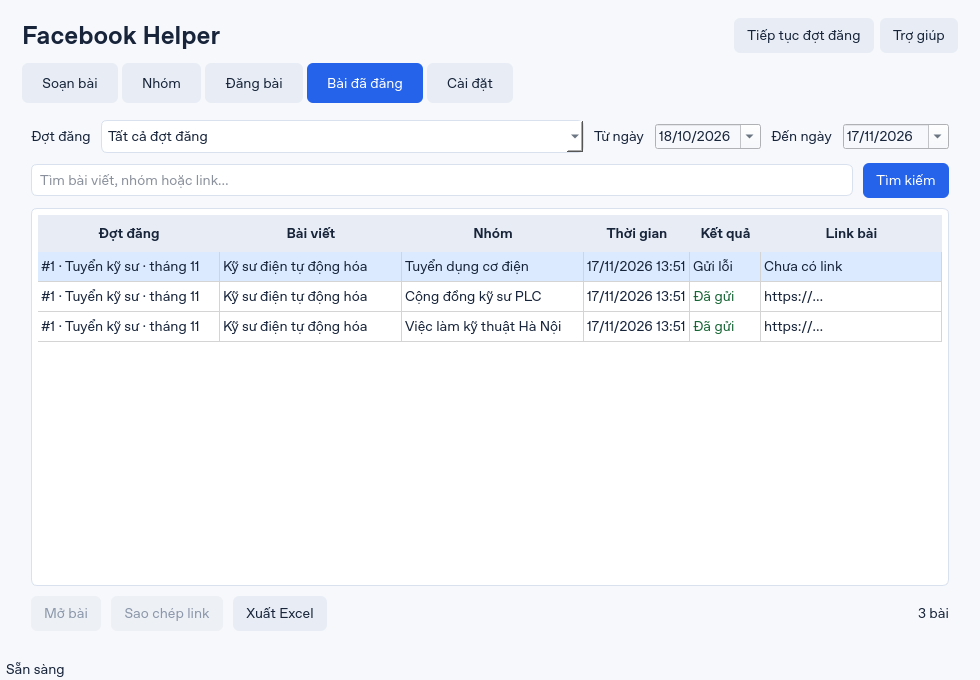 Facebook Helper
Tiếp tục đợt đăng Trợ giúp
Soạn bài Nhóm Đăng bài Bài đã đăng Cài đặt
Đợt đăng Tất cả đợt đăng Từ ngày 18/10/2026 Đến ngày 17/11/2026
Tìm bài viết, nhóm hoặc link... Tìm kiếm
Đợt đăng Bài viết Nhóm Thời gian Kết quả Link bài
#1 · Tuyển kỹ sư · tháng 11 Kỹ sư điện tự động hóa Tuyển dụng cơ điện 17/11/2026 13:51 Gửi lỗi Chưa có link
#1 · Tuyển kỹ sư · tháng 11 Kỹ sư điện tự động hóa Cộng đồng kỹ sư PLC 17/11/2026 13:51 Đã gửi https://...
#1 · Tuyển kỹ sư · tháng 11 Kỹ sư điện tự động hóa Việc làm kỹ thuật Hà Nội 17/11/2026 13:51 Đã gửi https://...
Mở bài Sao chép link Xuất Excel 3 bài
Sẵn sàng